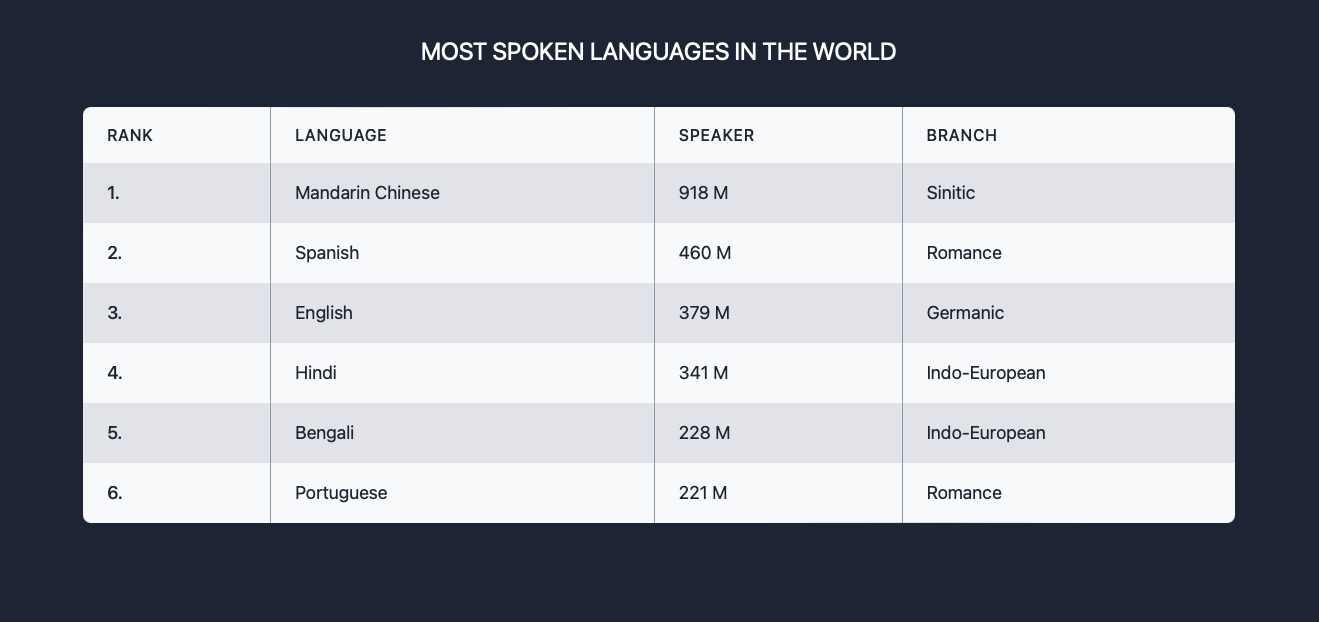 MOST SPOKEN LANGUAGES IN THE WORLD
RANK LANGUAGE SPEAKER BRANCH
1. Mandarin Chinese 918 M Sinitic
2. Spanish 460 M Romance
3. English 379 M Germanic
4. Hindi 341 M Indo-European
5. Bengali 228 M Indo-European
6. Portuguese 221 M Romance